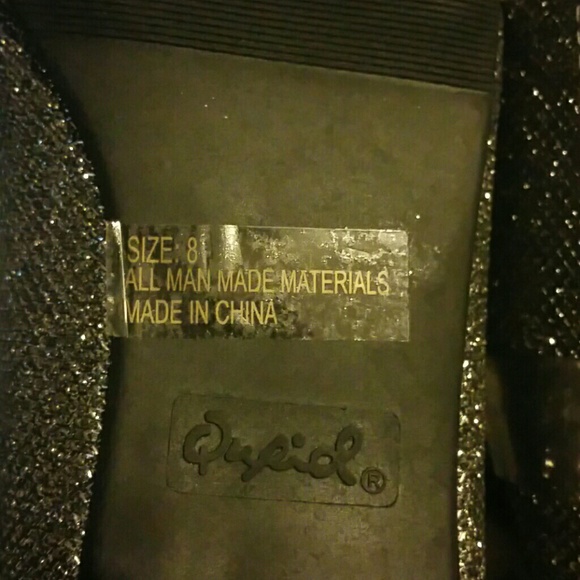 SIZE: 8
ALL MAN MADE MATERIALS
MADE IN CHINA
Qupid ®